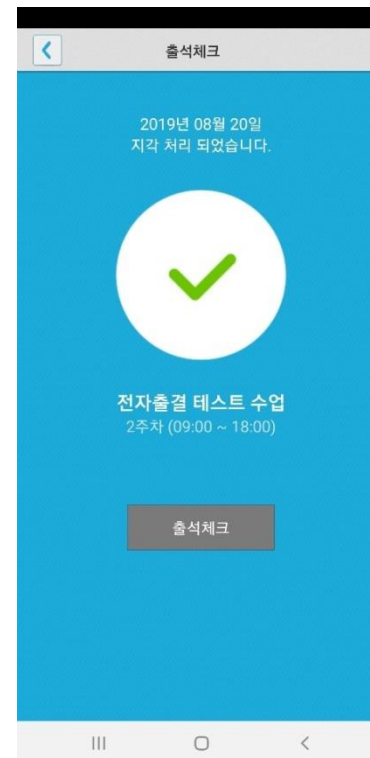 출석체크
2019년 08월 20일
지각 처리 되었습니다.
전자출결 테스트 수업
2주차 (09:00 ~ 18:00)
출석체크